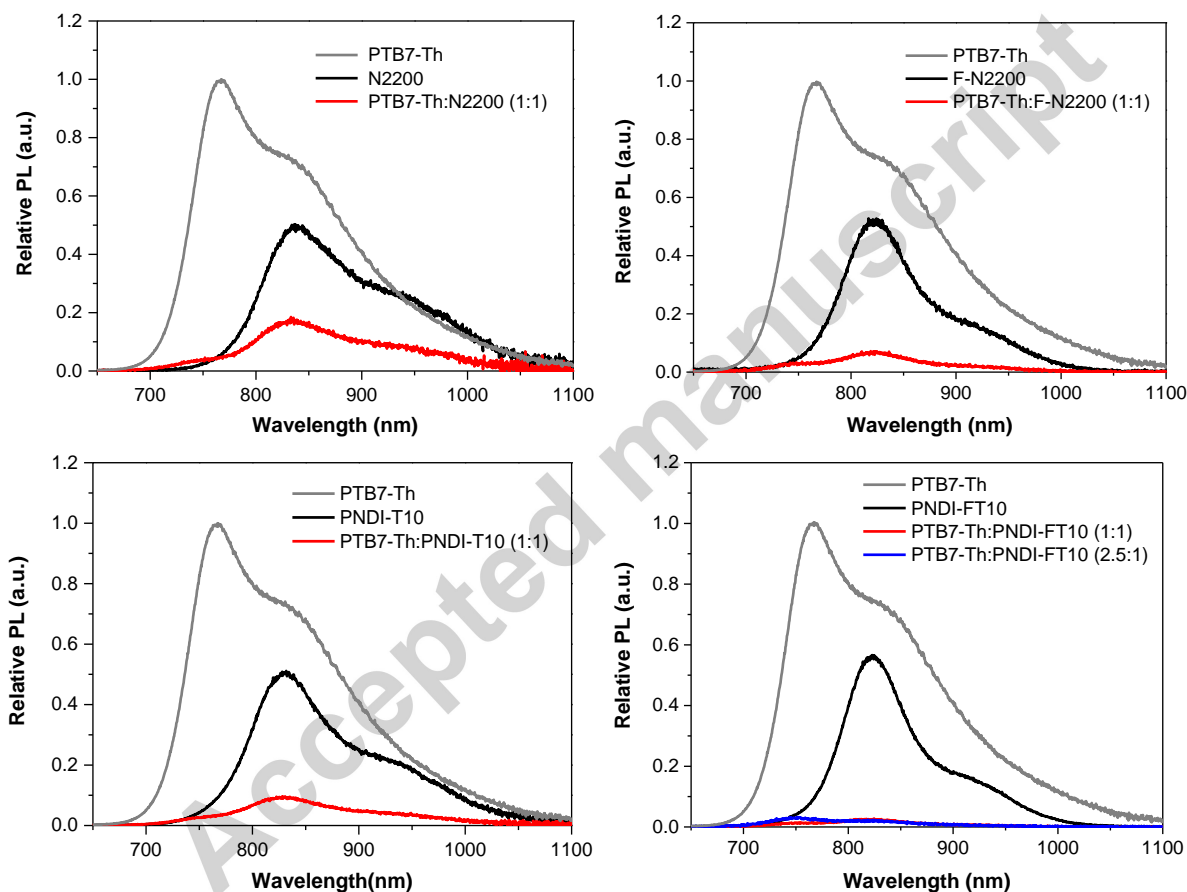 1.2
1.0
0.8
0.6
0.4
0.2
0.0
700
800
900
1000
1100
Relative PL (a.u.)
Wavelength (nm)
PTB7-Th
N2200
PTB7-Th:N2200 (1:1)
1.2
1.0
0.8
0.6
0.4
0.2
0.0
700
800
900
1000
1100
Relative PL (a.u.)
Wavelength (nm)
PTB7-Th
F-N2200
PTB7-Th:F-N2200 (1:1)
1.2
1.0
0.8
0.6
0.4
0.2
0.0
700
800
900
1000
1100
Relative PL (a.u.)
Wavelength(nm)
PTB7-Th
PNDI-T10
PTB7-Th:PNDI-T10 (1:1)
1.2
1.0
0.8
0.6
0.4
0.2
0.0
700
800
900
1000
1100
Relative PL (a.u.)
Wavelength (nm)
PTB7-Th
PNDI-FT10
PTB7-Th:PNDI-FT10 (1:1)
PTB7-Th:PNDI-FT10 (2.5:1)
Accepted manuscript